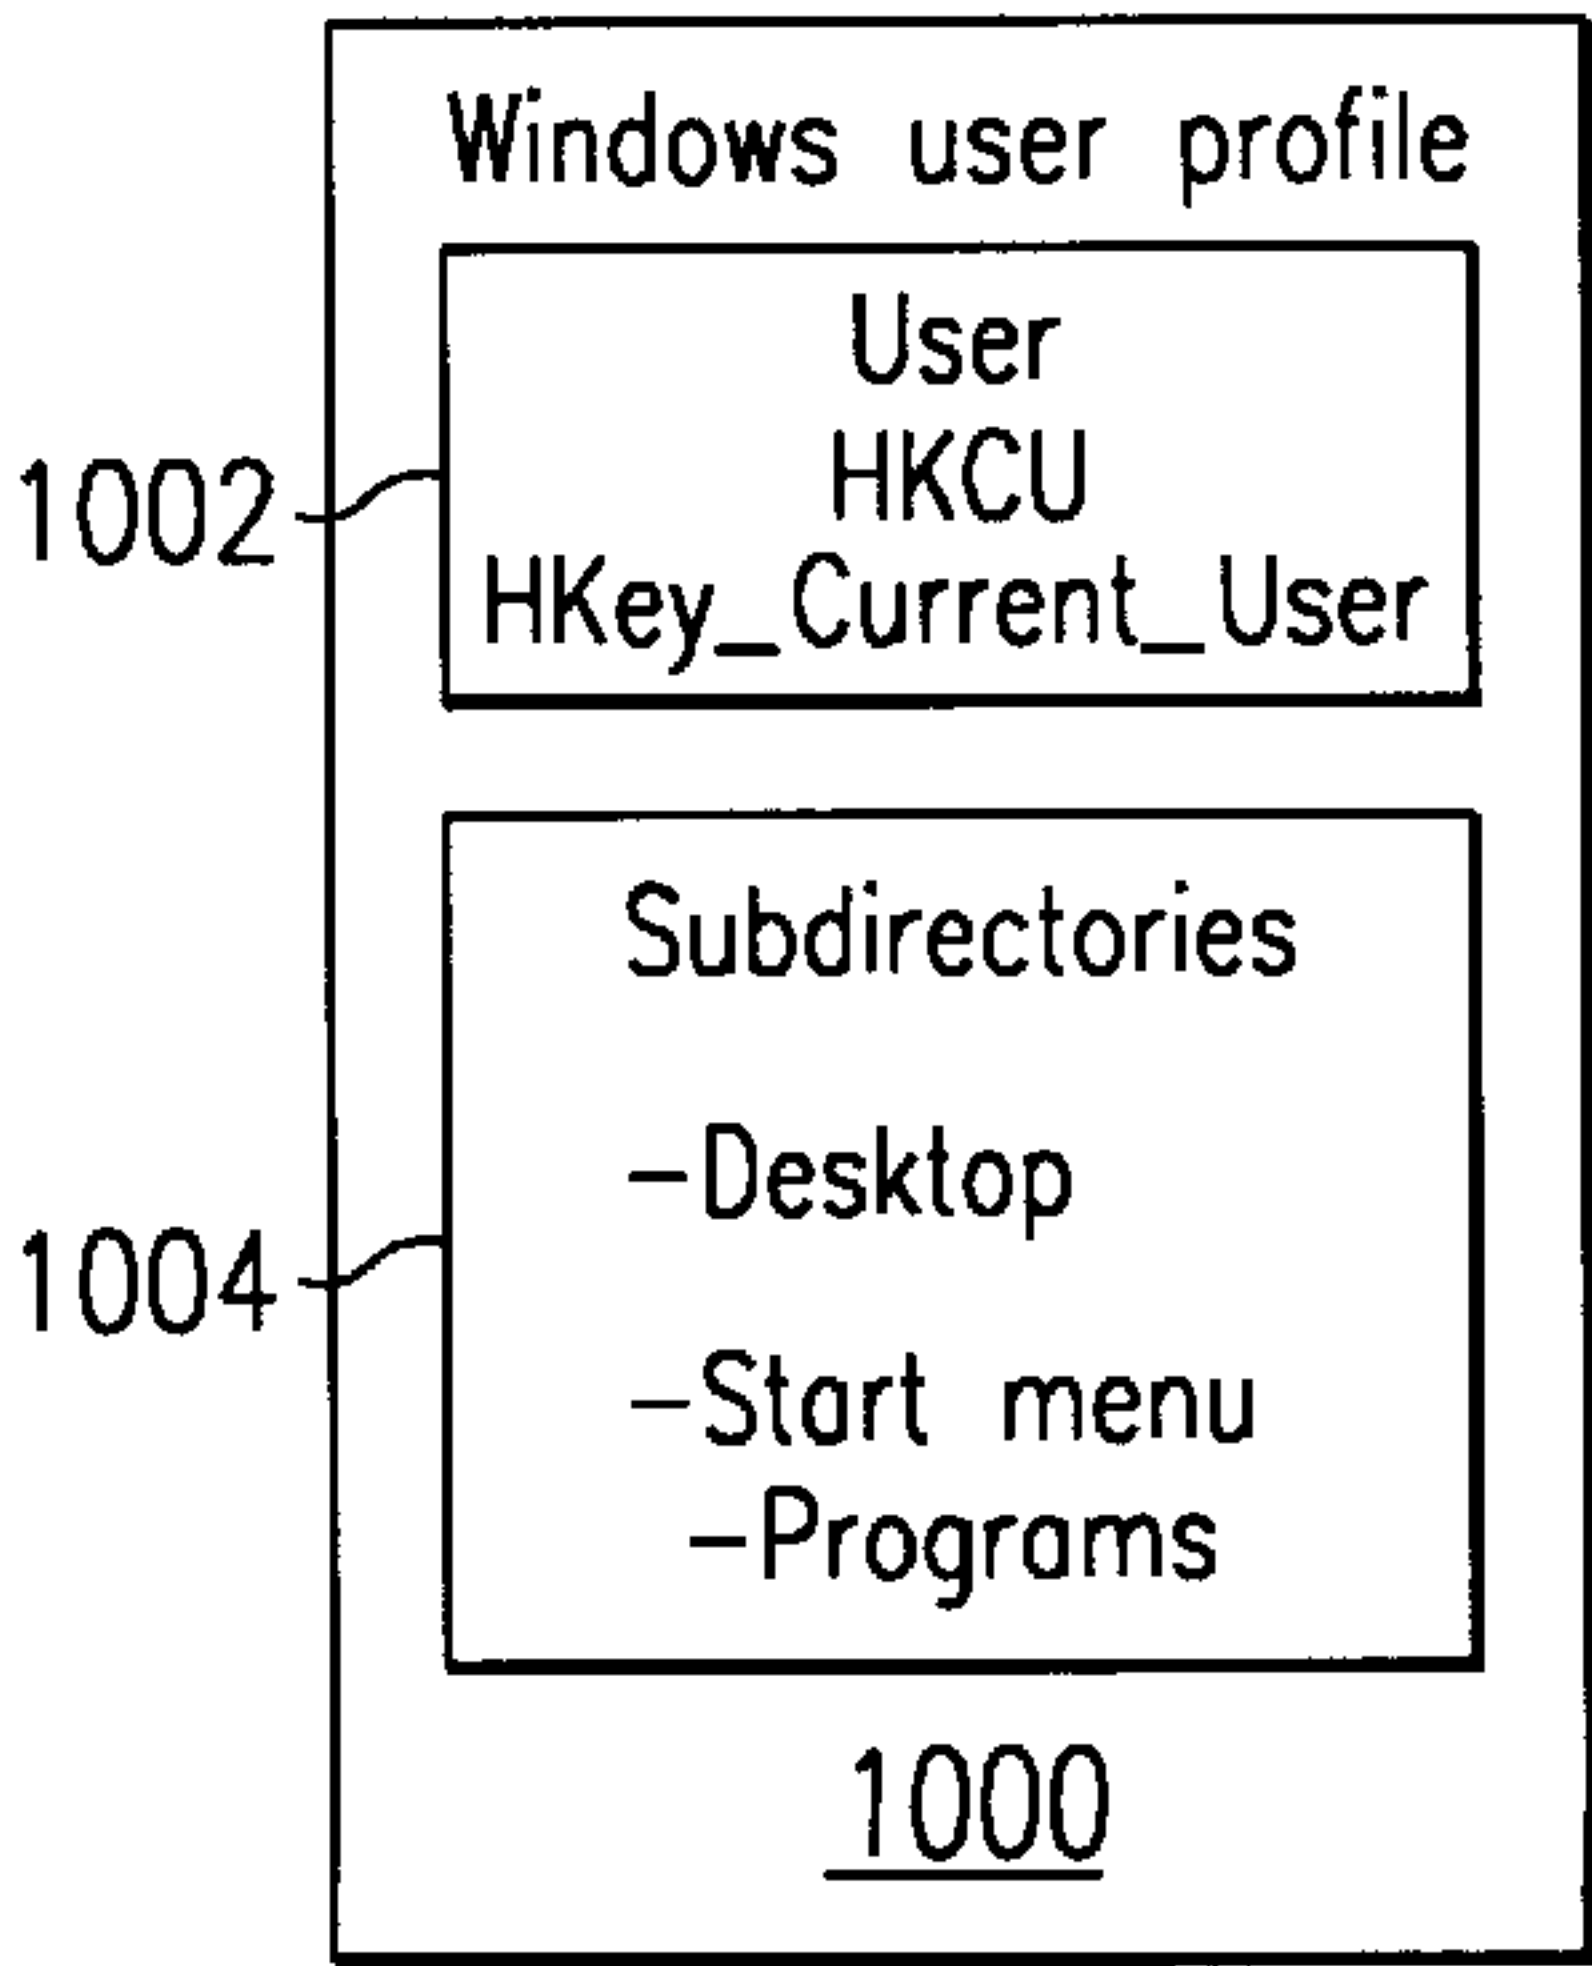 Windows user profile
User
HKCU
1002
HKey_Current_User
Subdirectories
-Desktop
1004
-Start menu
-Programs
1000